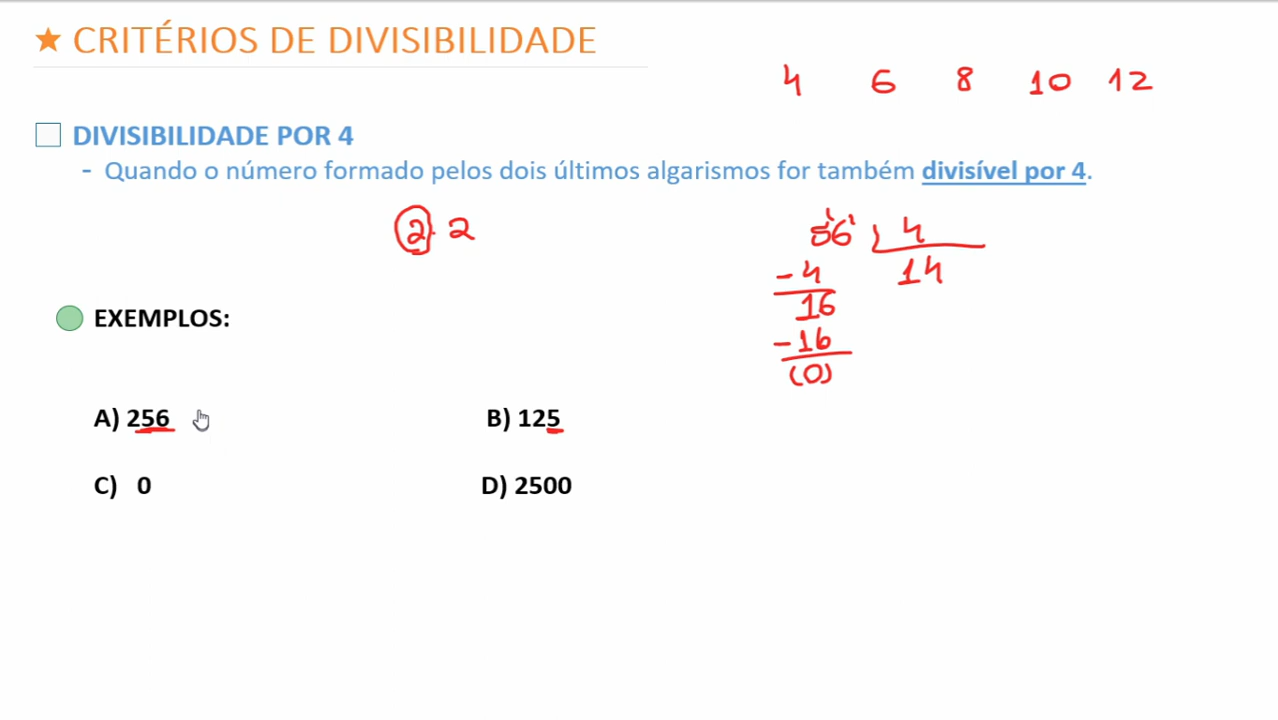 ★ CRITÉRIOS DE DIVISIBILIDADE
4 6 8 10 12
DIVISIBILIDADE POR 4
- Quando o número formado pelos dois últimos algarismos for também divisível por 4.
2 · 2
56 4
- 4 14
16
- 16
(0)
EXEMPLOS:
A) 256 B) 125
C) 0 D) 2500